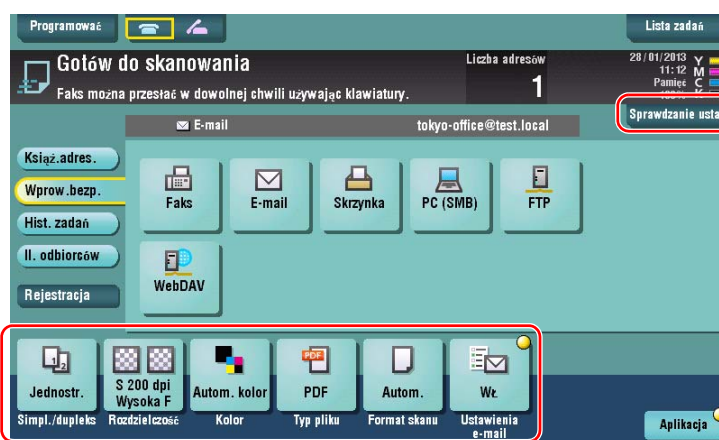 Programować
Lista zadań
Gotów do skanowania
Liczba adresów
1
Faks można przesłać w dowolnej chwili używając klawiatury.
28/01/2013
11:12
Pamięć
Y
M
C
K
Sprawdzanie usta
E-mail
tokyo-office@test.local
Książ.adres.
Wprow.bezp.
Hist. zadań
Il. odbiorców
Rejestracja
Faks
E-mail
Skrzynka
PC (SMB)
FTP
WebDAV
PDF
Jednostr.
S 200 dpi
Wysoka F
Autom. kolor
PDF
Autom.
WŁ.
Simpl./dupleks
Rozdzielczość
Kolor
Typ pliku
Format skanu
Ustawienia
e-mail
Aplikacja